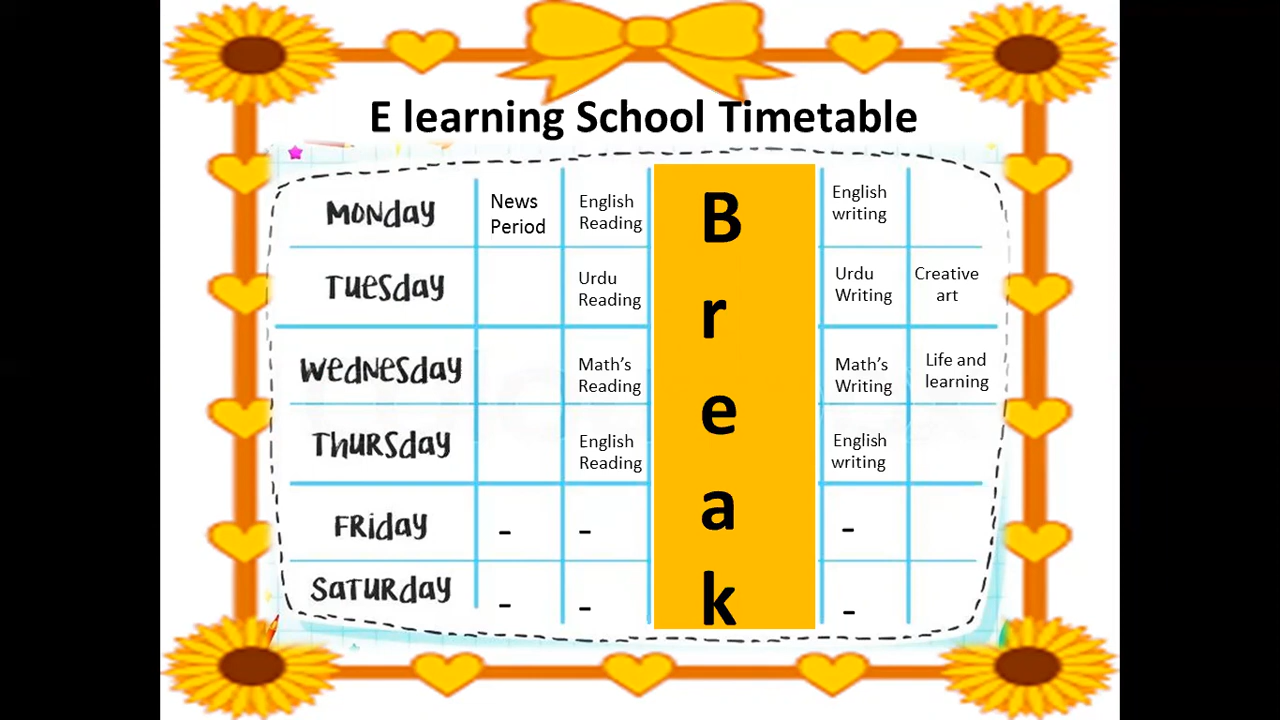 E learning School Timetable
MONDAY
News
Period
English
Reading
English
writing
TUESDAY
Urdu
Reading
Urdu
Writing
Creative
art
WEDNESDAY
Math’s
Reading
Math’s
Writing
Life and
learning
THURSDAY
English
Reading
English
writing
FRIDAY
-
-
-
SATURDAY
-
-
-
B
r
e
a
k